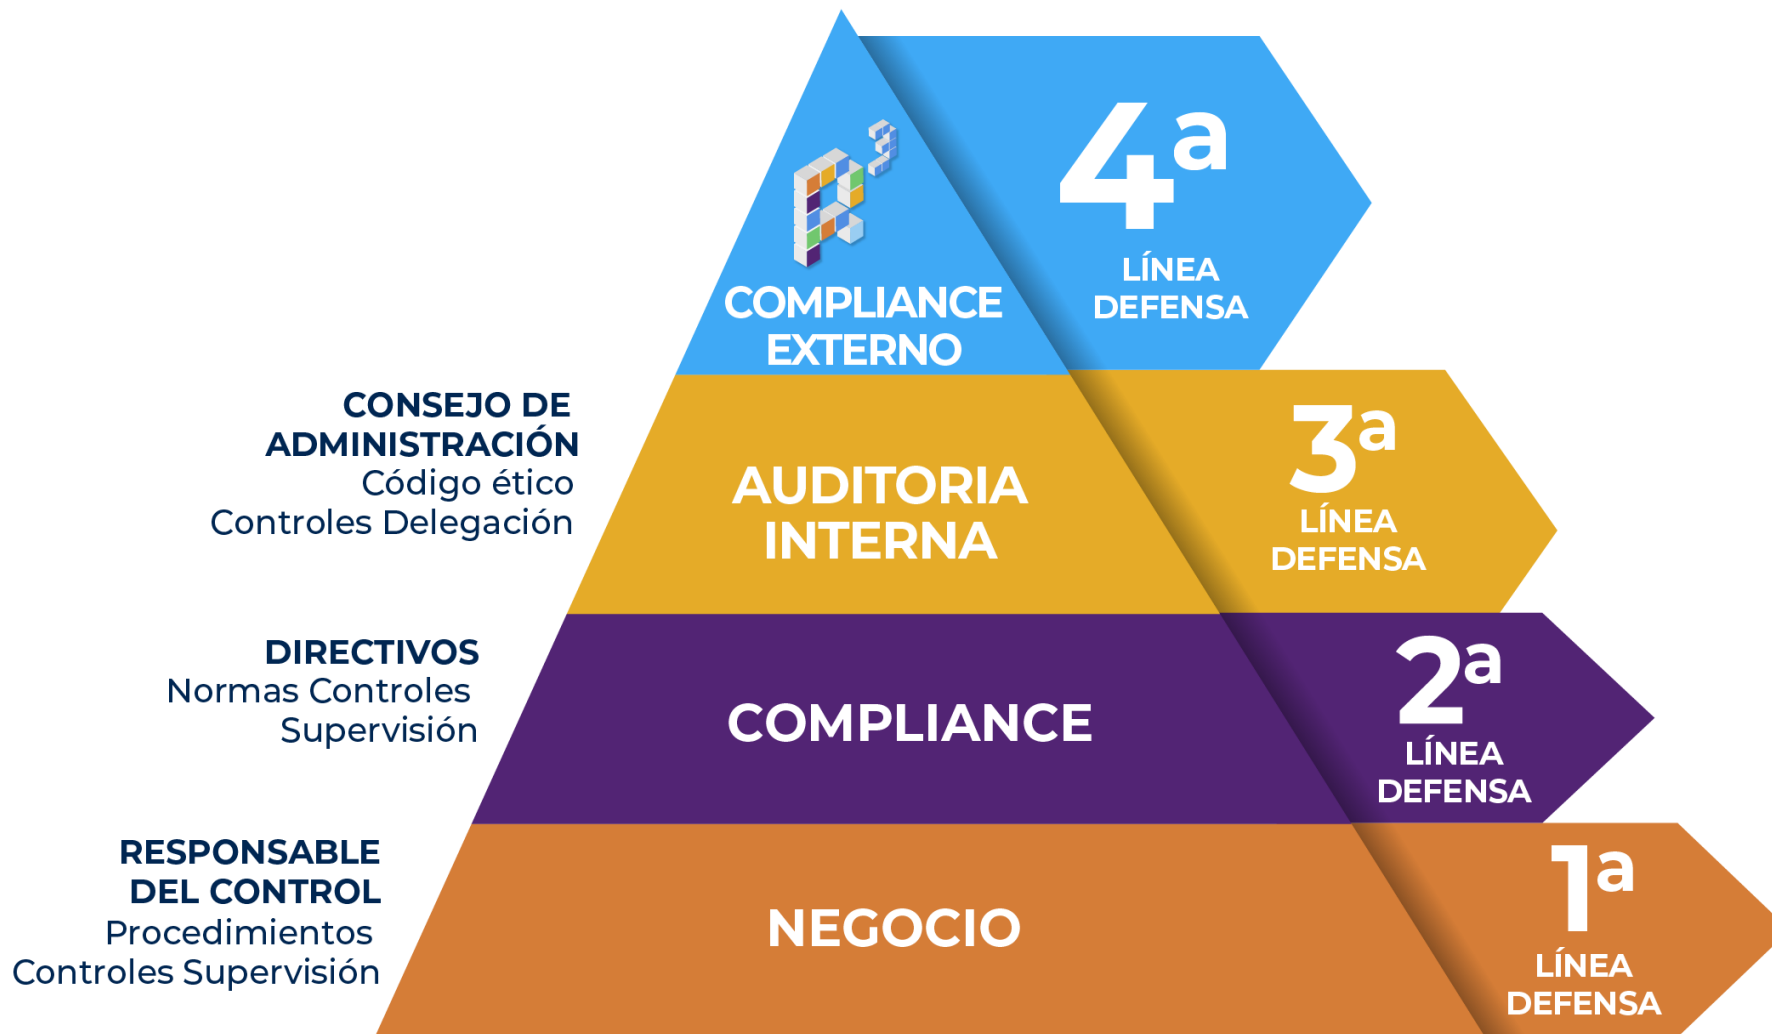 R3
COMPLIANCE
EXTERNO
4ª
LÍNEA
DEFENSA
CONSEJO DE
ADMINISTRACIÓN
Código ético
Controles Delegación
AUDITORIA
INTERNA
3ª
LÍNEA
DEFENSA
DIRECTIVOS
Normas Controles
Supervisión
COMPLIANCE
2ª
LÍNEA
DEFENSA
RESPONSABLE
DEL CONTROL
Procedimientos
Controles Supervisión
NEGOCIO
1ª
LÍNEA
DEFENSA